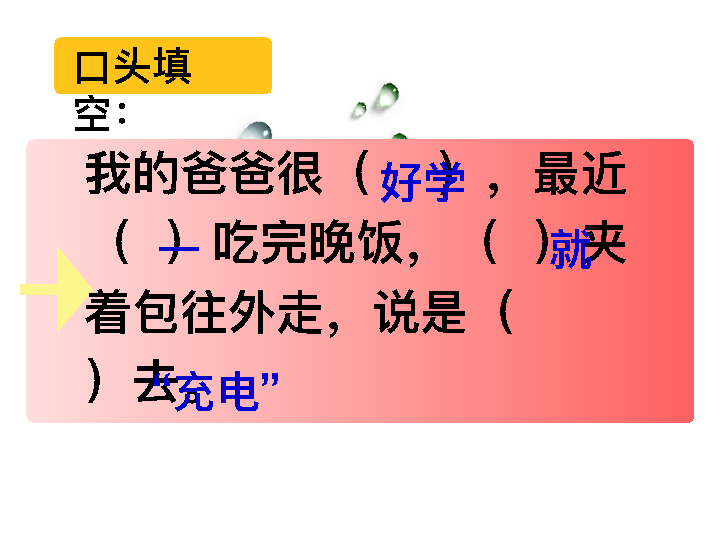 口头填
空：
我的爸爸很（好学），最近
（一）吃完晚饭，（就）夹
着包往外走，说是（
）去。“充电”